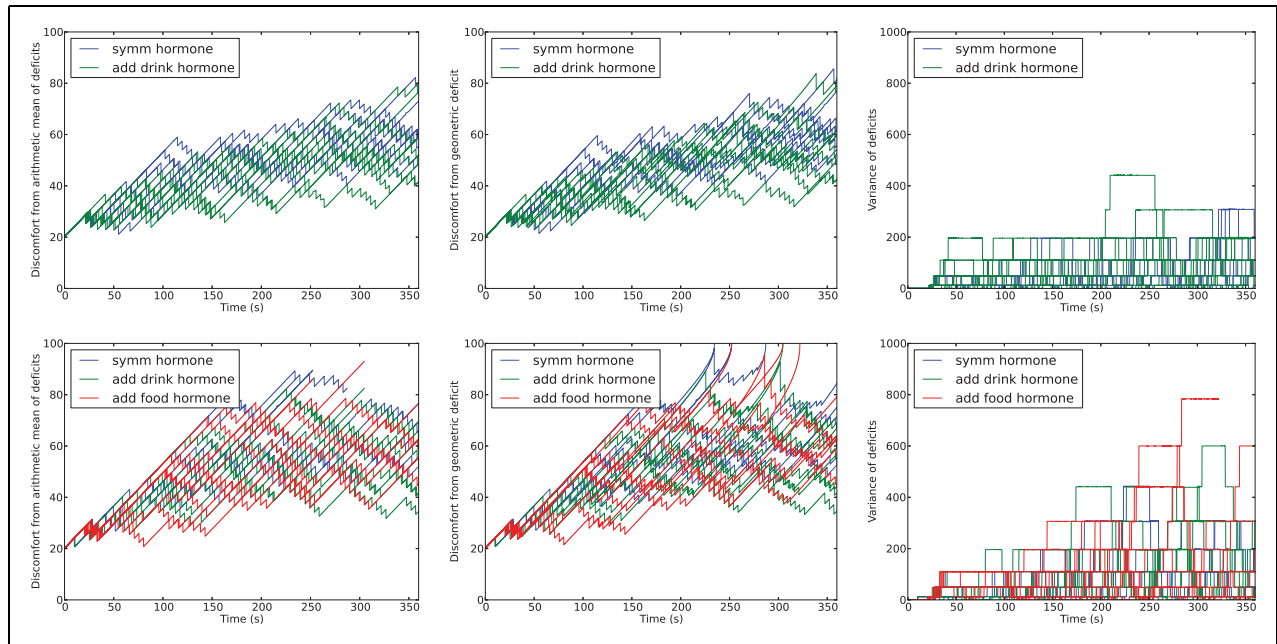 100
80
60
40
20
0
0 50 100 150 200 250 300 350
Time (s)
Discomfort from arithmetic mean of deficits
symm hormone
add drink hormone
100
80
60
40
20
0
0 50 100 150 200 250 300 350
Time (s)
Discomfort from geometric deficit
symm hormone
add drink hormone
1000
800
600
400
200
0
0 50 100 150 200 250 300 350
Time (s)
Variance of deficits
symm hormone
add drink hormone
100
80
60
40
20
0
0 50 100 150 200 250 300 350
Time (s)
Discomfort from arithmetic mean of deficits
symm hormone
add drink hormone
add food hormone
100
80
60
40
20
0
0 50 100 150 200 250 300 350
Time (s)
Discomfort from geometric deficit
symm hormone
add drink hormone
add food hormone
1000
800
600
400
200
0
0 50 100 150 200 250 300 350
Time (s)
Variance of deficits
symm hormone
add drink hormone
add food hormone